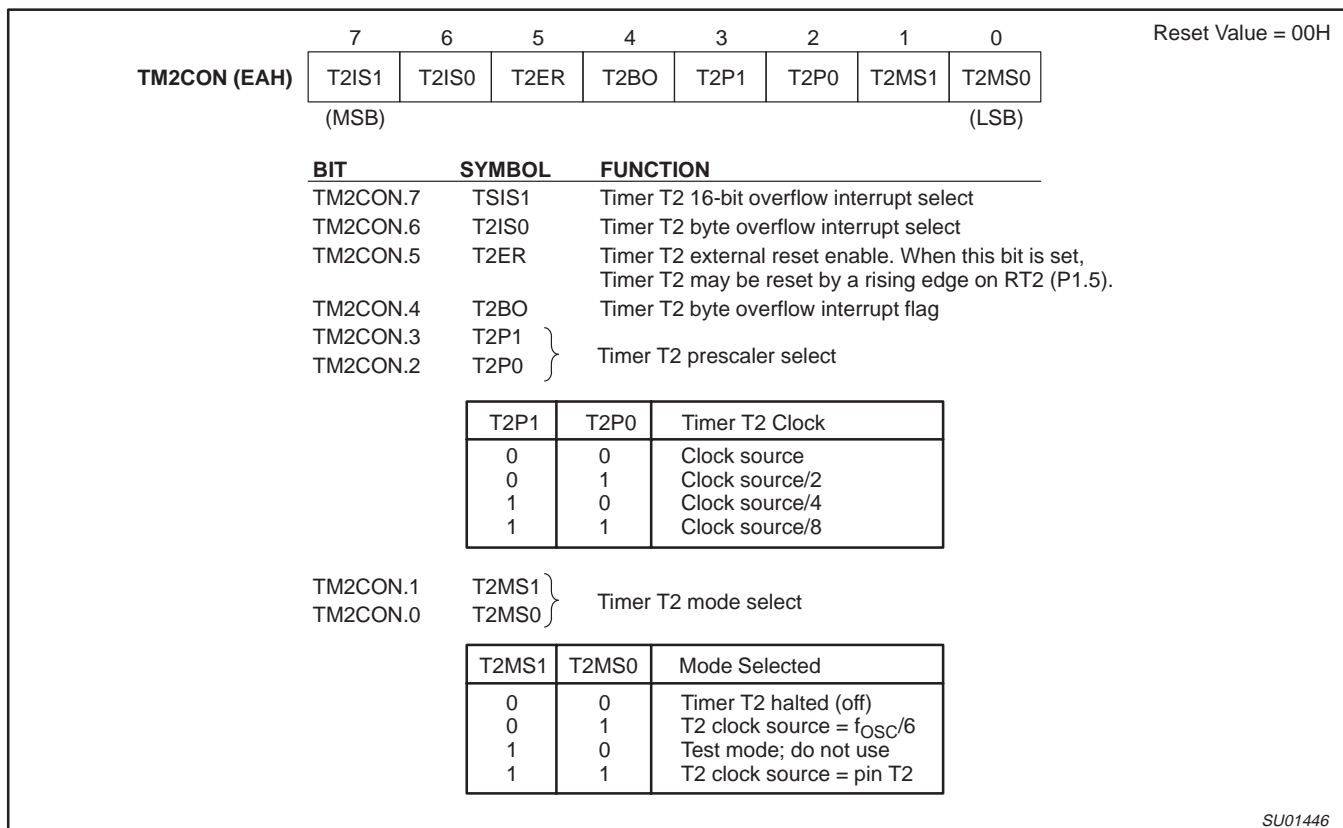 7 6 5 4 3 2 1 0 Reset Value = 00H
TM2CON (EAH) T2IS1 T2IS0 T2ER T2BO T2P1 T2P0 T2MS1 T2MS0
(MSB) (LSB)
BIT SYMBOL FUNCTION
TM2CON.7 TSIS1 Timer T2 16-bit overflow interrupt select
TM2CON.6 T2IS0 Timer T2 byte overflow interrupt select
TM2CON.5 T2ER Timer T2 external reset enable. When this bit is set,
Timer T2 may be reset by a rising edge on RT2 (P1.5).
TM2CON.4 T2BO Timer T2 byte overflow interrupt flag
TM2CON.3 T2P1
Timer T2 prescaler select
TM2CON.2 T2P0
T2P1 T2P0 Timer T2 Clock
0 0 Clock source
0 1 Clock source/2
1 0 Clock source/4
1 1 Clock source/8
TM2CON.1 T2MS1
Timer T2 mode select
TM2CON.0 T2MS0
T2MS1 T2MS0 Mode Selected
0 0 Timer T2 halted (off)
0 1 T2 clock source = fOSC/6
1 0 Test mode; do not use
1 1 T2 clock source = pin T2
SU01446